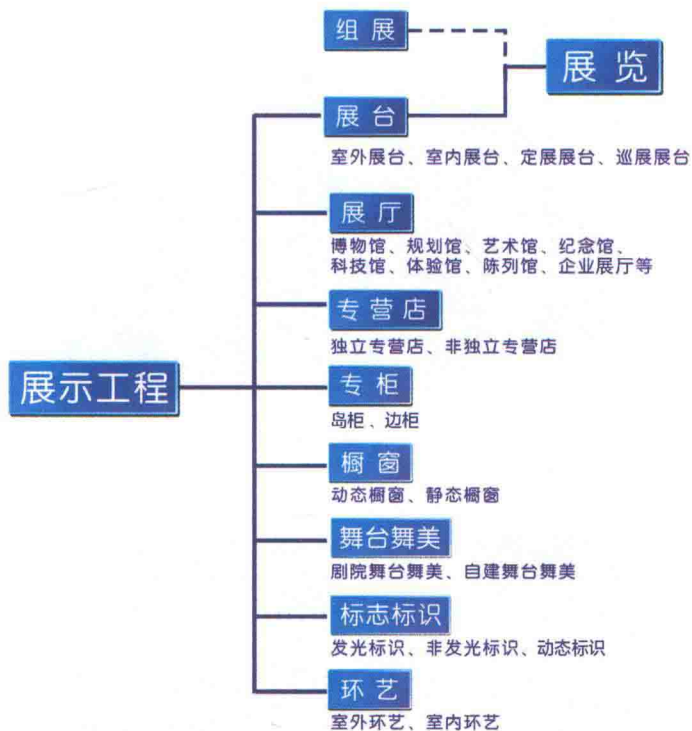 组展
展览
展台
室外展台、室内展台、定展展台、巡展展台
展厅
博物馆、规划馆、艺术馆、纪念馆、
科技馆、体验馆、陈列馆、企业展厅等
专营店
独立专营店、非独立专营店
展示工程
专柜
岛柜、边柜
橱窗
动态橱窗、静态橱窗
舞台舞美
剧院舞台舞美、自建舞台舞美
标志标识
发光标识、非发光标识、动态标识
环艺
室外环艺、室内环艺